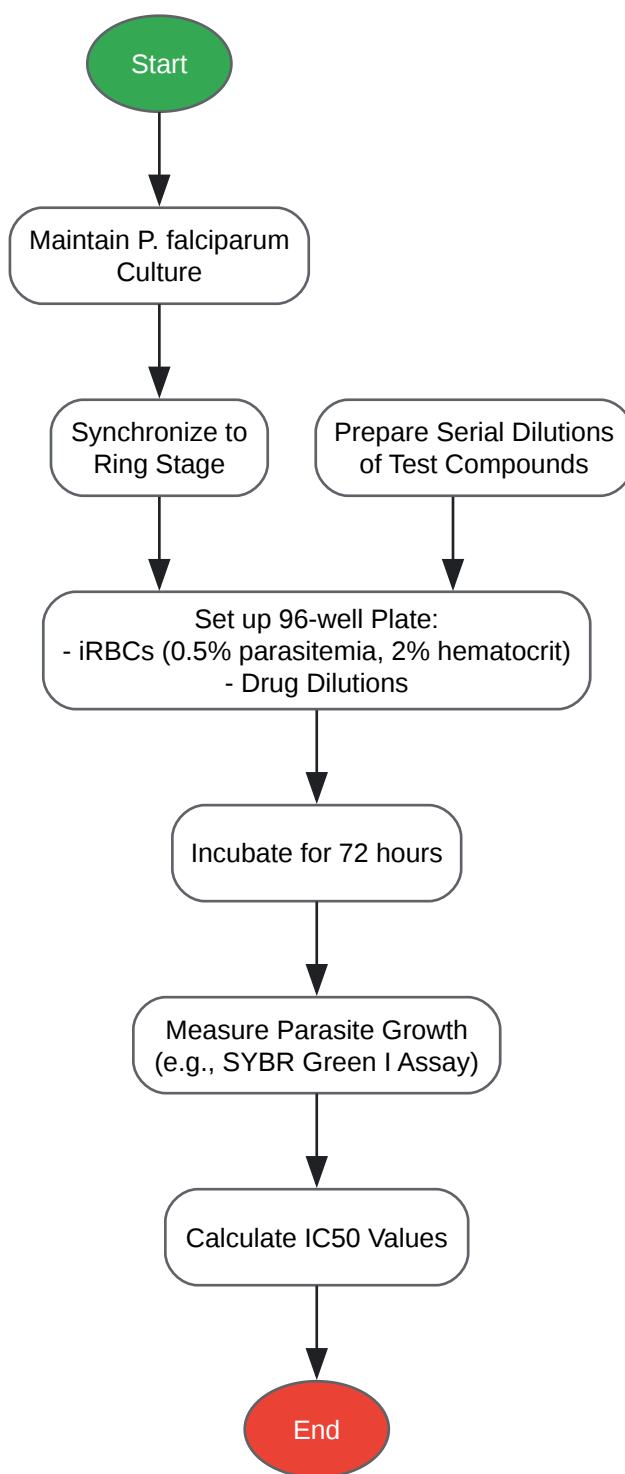 Start
Maintain P. falciparum
Culture
Synchronize to
Ring Stage
Prepare Serial Dilutions
of Test Compounds
Set up 96-well Plate:
- iRBCs (0.5% parasitemia, 2% hematocrit)
- Drug Dilutions
Incubate for 72 hours
Measure Parasite Growth
(e.g., SYBR Green I Assay)
Calculate IC50 Values
End